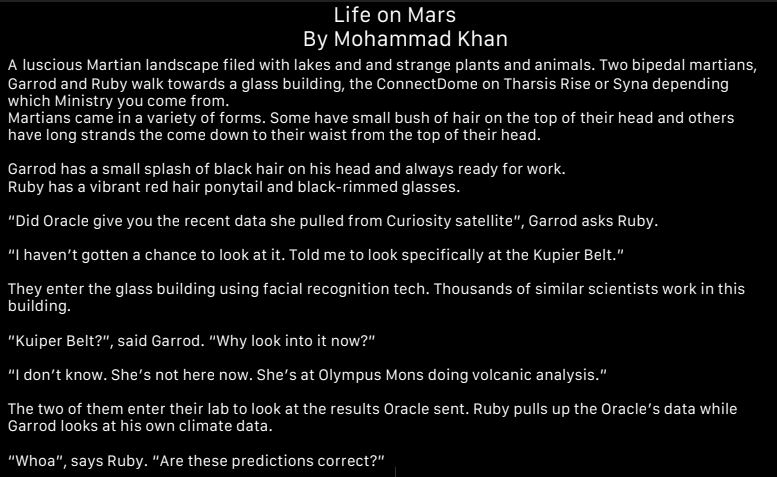 Life on Mars
By Mohammad Khan
A luscious Martian landscape filed with lakes and and strange plants and animals. Two bipedal martians,
Garrod and Ruby walk towards a glass building, the ConnectDome on Tharsis Rise or Syna depending
which Ministry you come from.
Martians came in a variety of forms. Some have small bush of hair on the top of their head and others
have long strands the come down to their waist from the top of their head.
Garrod has a small splash of black hair on his head and always ready for work.
Ruby has a vibrant red hair ponytail and black-rimmed glasses.
“Did Oracle give you the recent data she pulled from Curiosity satellite”, Garrod asks Ruby.
“I haven’t gotten a chance to look at it. Told me to look specifically at the Kupier Belt.”
They enter the glass building using facial recognition tech. Thousands of similar scientists work in this
building.
“Kuiper Belt?”, said Garrod. “Why look into it now?”
“I don’t know. She’s not here now. She’s at Olympus Mons doing volcanic analysis.”
The two of them enter their lab to look at the results Oracle sent. Ruby pulls up the Oracle’s data while
Garrod looks at his own climate data.
“Whoa”, says Ruby. “Are these predictions correct?”